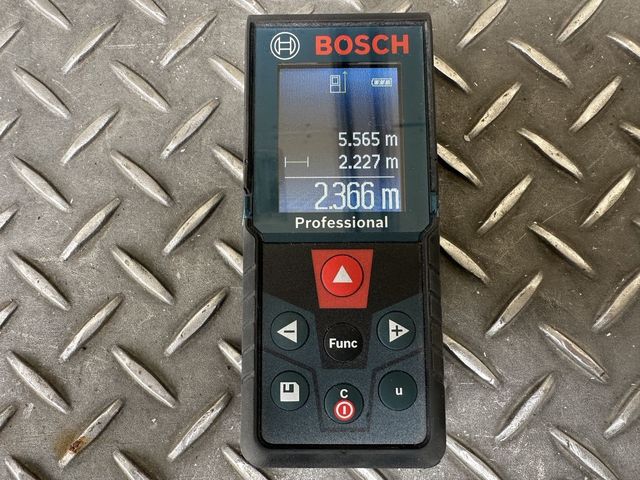 BOSCH
5.565 m
2.227 m
2.366 m
Professional
Func
C
u